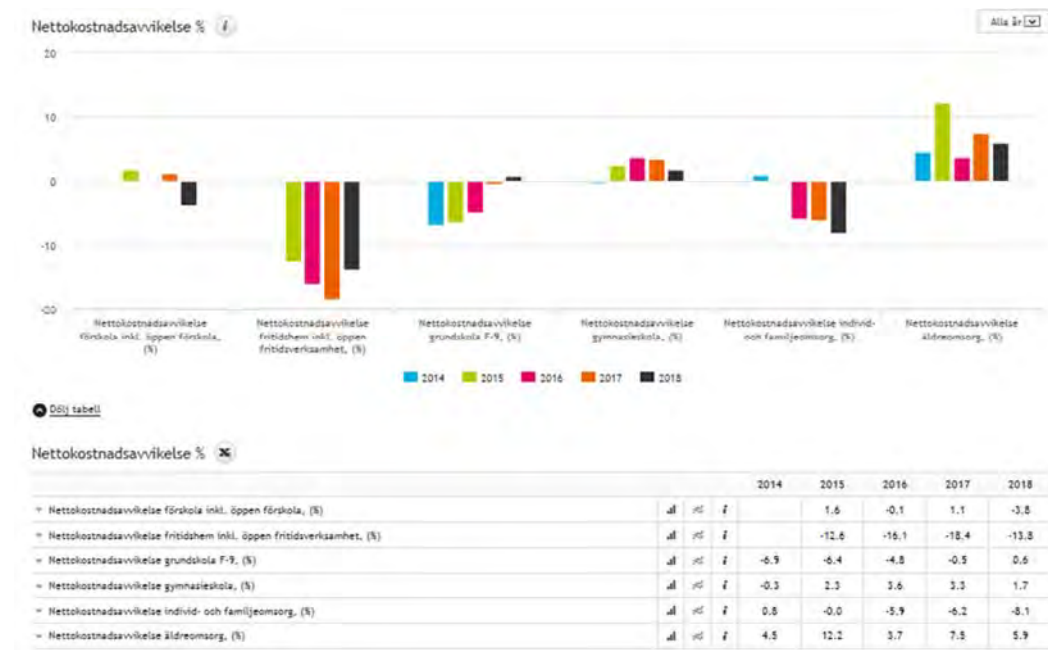 Nettokostnadsavvikelse % i
Alla år
20
10
0
-10
-20
Nettokostnadsavvikelse
förskola inkl. öppen förskola,
(%)
Nettokostnadsavvikelse
fritidshem inkl. öppen
fritidsverksamhet, (%)
Nettokostnadsavvikelse
grundskola F-9, (%)
Nettokostnadsavvikelse
gymnasieskola, (%)
Nettokostnadsavvikelse individ-
och familjeomsorg, (%)
Nettokostnadsavvikelse
äldreomsorg, (%)
2014 2015 2016 2017 2018
Dölj tabell
Nettokostnadsavvikelse %
2014 2015 2016 2017 2018
Nettokostnadsavvikelse förskola inkl. öppen förskola, (%) i 1.6 -0.1 1.1 -3.8
Nettokostnadsavvikelse fritidshem inkl. öppen fritidsverksamhet, (%) i -12.6 -16.1 -18.4 -13.8
Nettokostnadsavvikelse grundskola F-9, (%) i -6.9 -6.4 -4.8 -0.5 0.6
Nettokostnadsavvikelse gymnasieskola, (%) i -0.3 2.3 3.6 3.3 1.7
Nettokostnadsavvikelse individ- och familjeomsorg, (%) i 0.8 -0.0 -5.9 -6.2 -8.1
Nettokostnadsavvikelse äldreomsorg, (%) i 4.5 12.2 3.7 7.5 5.9